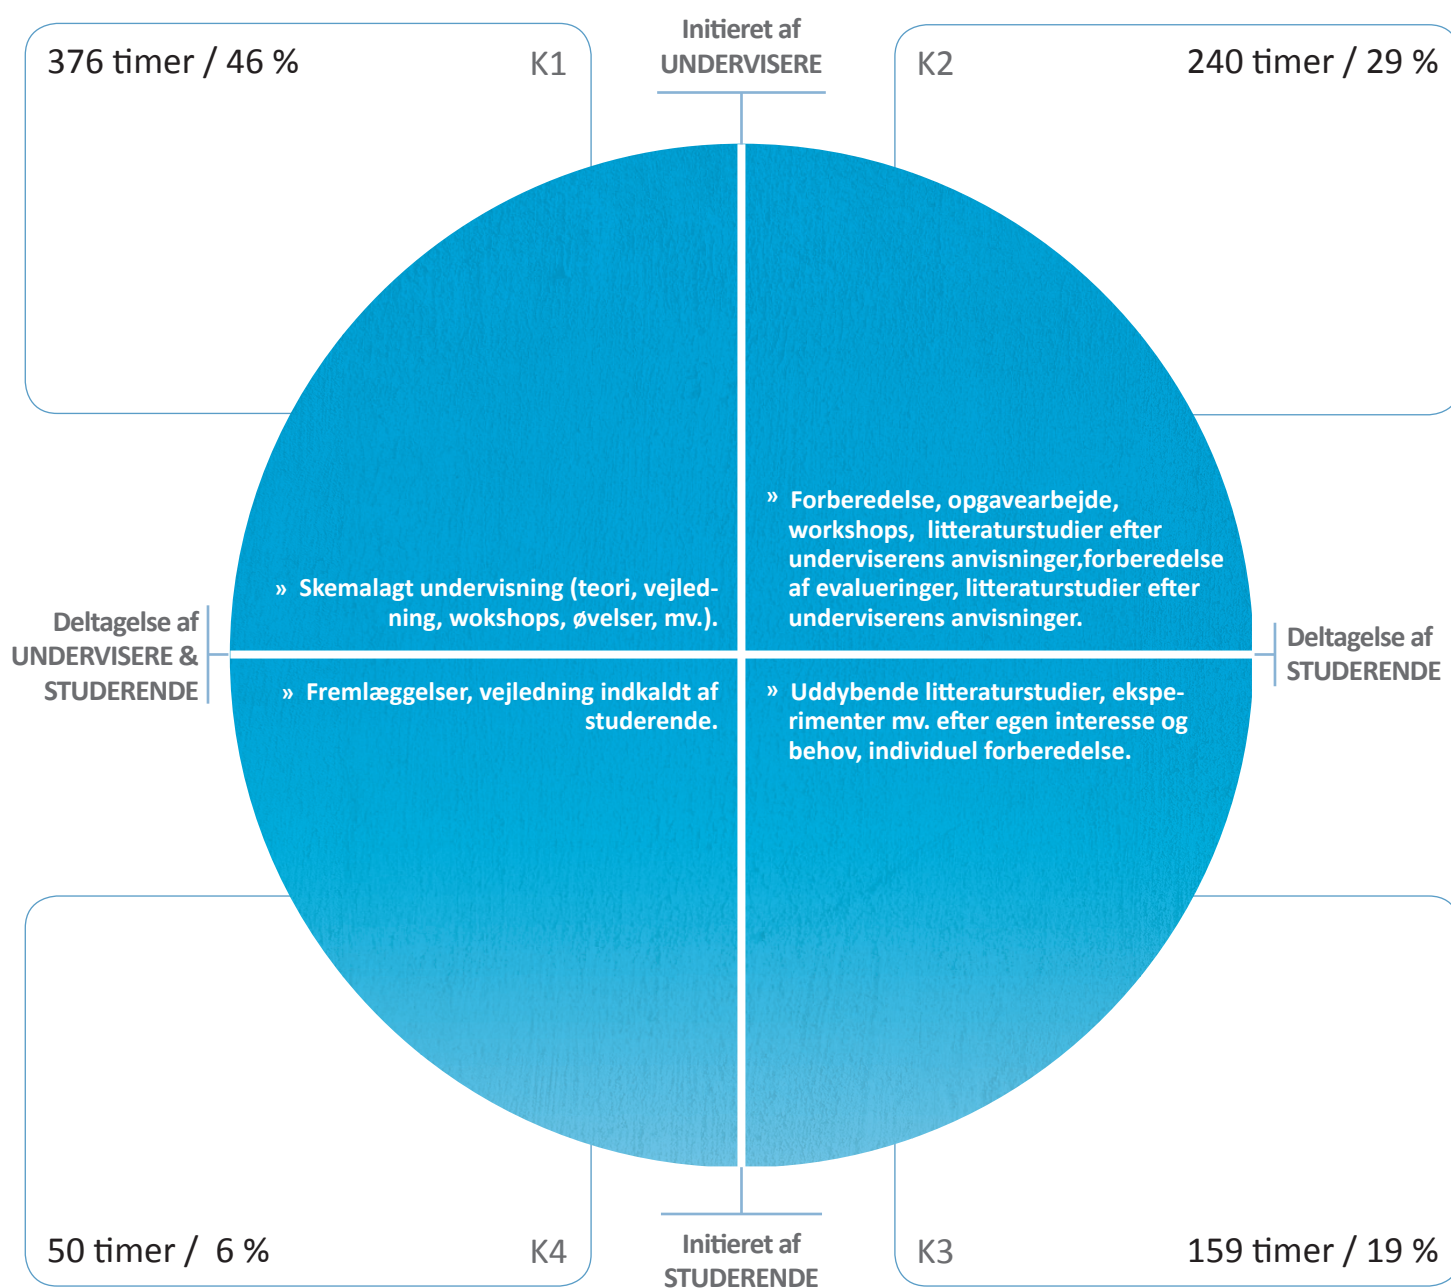 376 timer / 46 %
K1
Initieret af
UNDERVISERE
K2
240 timer / 29 %
» Skemalagt undervisning (teori, vejled-
ning, wokshops, øvelser, mv.).
» Forberedelse, opgavearbejde,
workshops,  litteraturstudier efter
underviserens anvisninger,forberedelse
af evalueringer, litteraturstudier efter
underviserens anvisninger.
Deltagelse af
UNDERVISERE &
STUDERENDE
Deltagelse af
STUDERENDE
» Fremlæggelser, vejledning indkaldt af
studerende.
» Uddybende litteraturstudier, ekspe-
rimenter mv. efter egen interesse og
behov, individuel forberedelse.
50 timer /  6 %
K4
Initieret af
STUDERENDE
K3
159 timer / 19 %